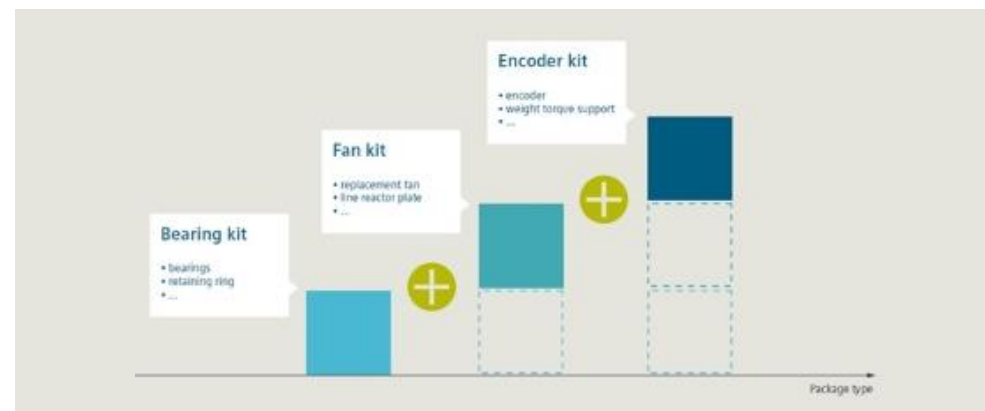 Encoder kit
• encoder
• weight torque support
• ...
Fan kit
• replacement fan
• line reactor plate
• ...
Bearing kit
• bearings
• retaining ring
• ...
Package type